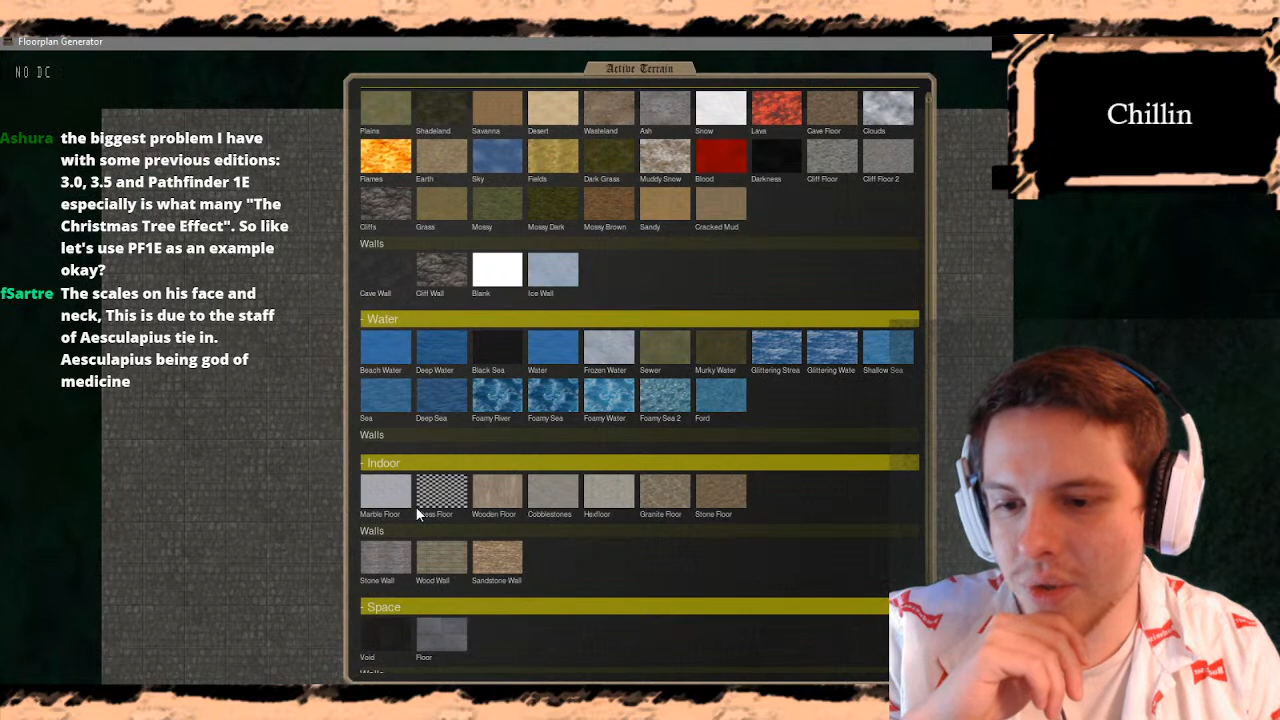 Floorplan Generator
NO DC
Active Terrain
Chillin
Plains Shadeland Savanna Desert Wasteland Ash Snow Lava Cave Floor Clouds
Flames Earth Sky Fields Dark Grass Muddy Snow Blood Darkness Cliff Floor Cliff Floor 2
Cliffs Grass Mossy Mossy Dark Mossy Brown Sandy Cracked Mud
Walls
Cave Wall Cliff Wall Blank Ice Wall
- Water
Beach Water Deep Water Black Sea Water Frozen Water Sewer Murky Water Glittering Strea Glittering Wate Shallow Sea
Sea Deep Sea Foamy River Foamy Sea Foamy Water Foamy Sea 2 Ford
Walls
- Indoor
Marble Floor ess Floor Wooden Floor Cobblestones Hexfloor Granite Floor Stone Floor
Walls
Stone Wall Wood Wall Sandstone Wall
- Space
Void Floor
Ashura the biggest problem I have
with some previous editions:
3.0, 3.5 and Pathfinder 1E
especially is what many "The
Christmas Tree Effect". So like
let's use PF1E as an example
okay?
fSartre The scales on his face and
neck, This is due to the staff
of Aesculapius tie in.
Aesculapius being god of
medicine